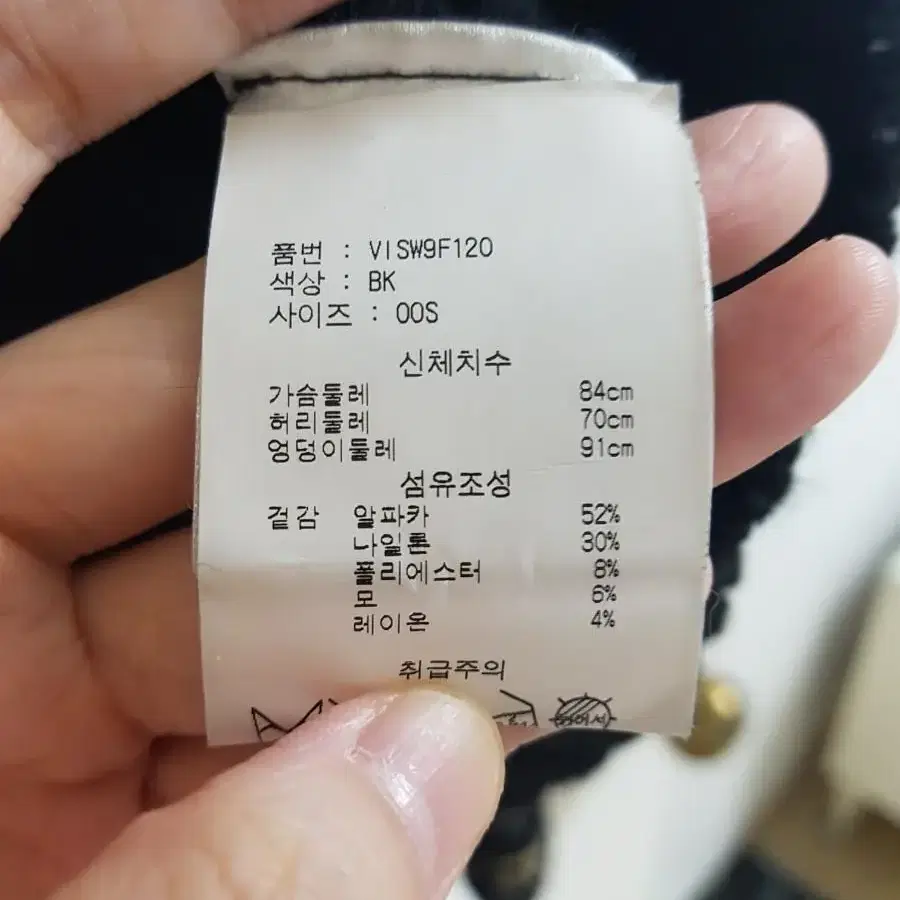 품번 : VISW9F120
색상 : BK
사이즈 : 00S
신체치수
가슴둘레 84cm
허리둘레 70cm
엉덩이둘레 91cm
섬유조성
겉감 알파카 52%
나일론 30%
폴리에스터 8%
모 6%
레이온 4%
취급주의